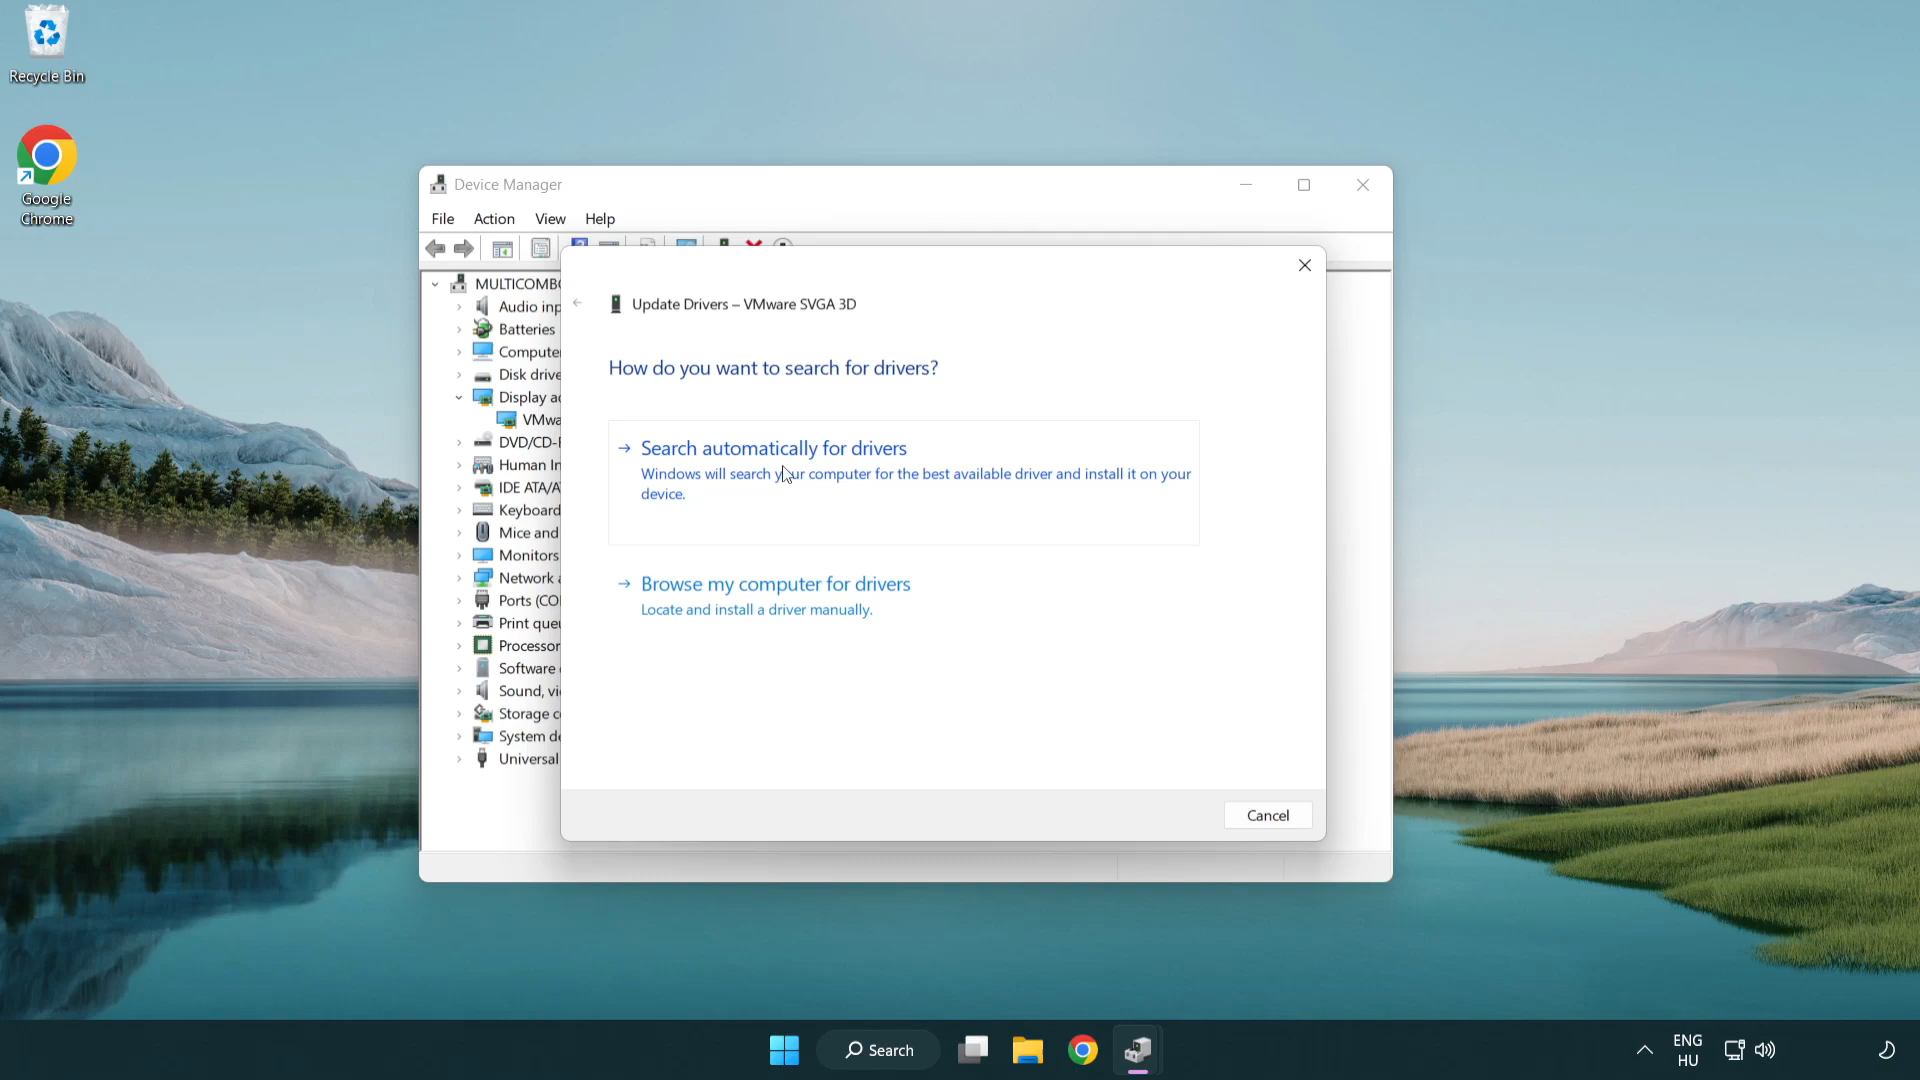 Recycle Bin
Google
Chrome
Device Manager
File Action View Help
MULTICOMBO
Audio inp
Batteries
Compute
Disk drive
Display a
VMwa
DVD/CD-
Human In
IDE ATA/A
Keyboard
Mice and
Monitors
Network
Ports (CO
Print que
Processor
Software
Sound, vi
Storage c
System de
Universal
Update Drivers – VMware SVGA 3D
How do you want to search for drivers?
Search automatically for drivers
Windows will search your computer for the best available driver and install it on your
device.
Browse my computer for drivers
Locate and install a driver manually.
Cancel
Search
ENG
HU